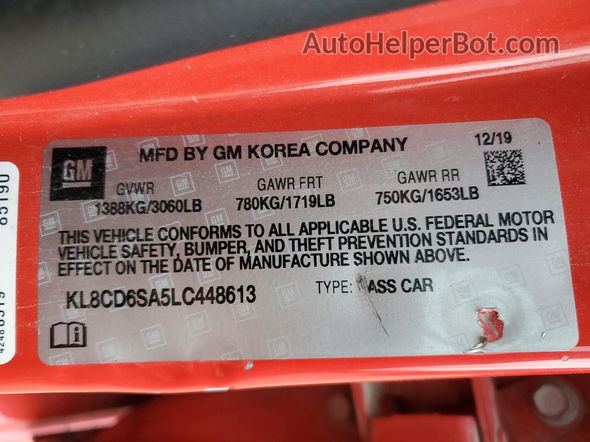 AutoHelperBot.com
GM MFD BY GM KOREA COMPANY 12/19
GVWR GAWR FRT GAWR RR
1388KG/3060LB 780KG/1719LB 750KG/1653LB
THIS VEHICLE CONFORMS TO ALL APPLICABLE U.S. FEDERAL MOTOR
VEHICLE SAFETY, BUMPER, AND THEFT PREVENTION STANDARDS IN
EFFECT ON THE DATE OF MANUFACTURE SHOWN ABOVE.
KL8CD6SA5LC448613 TYPE: ASS CAR
85190